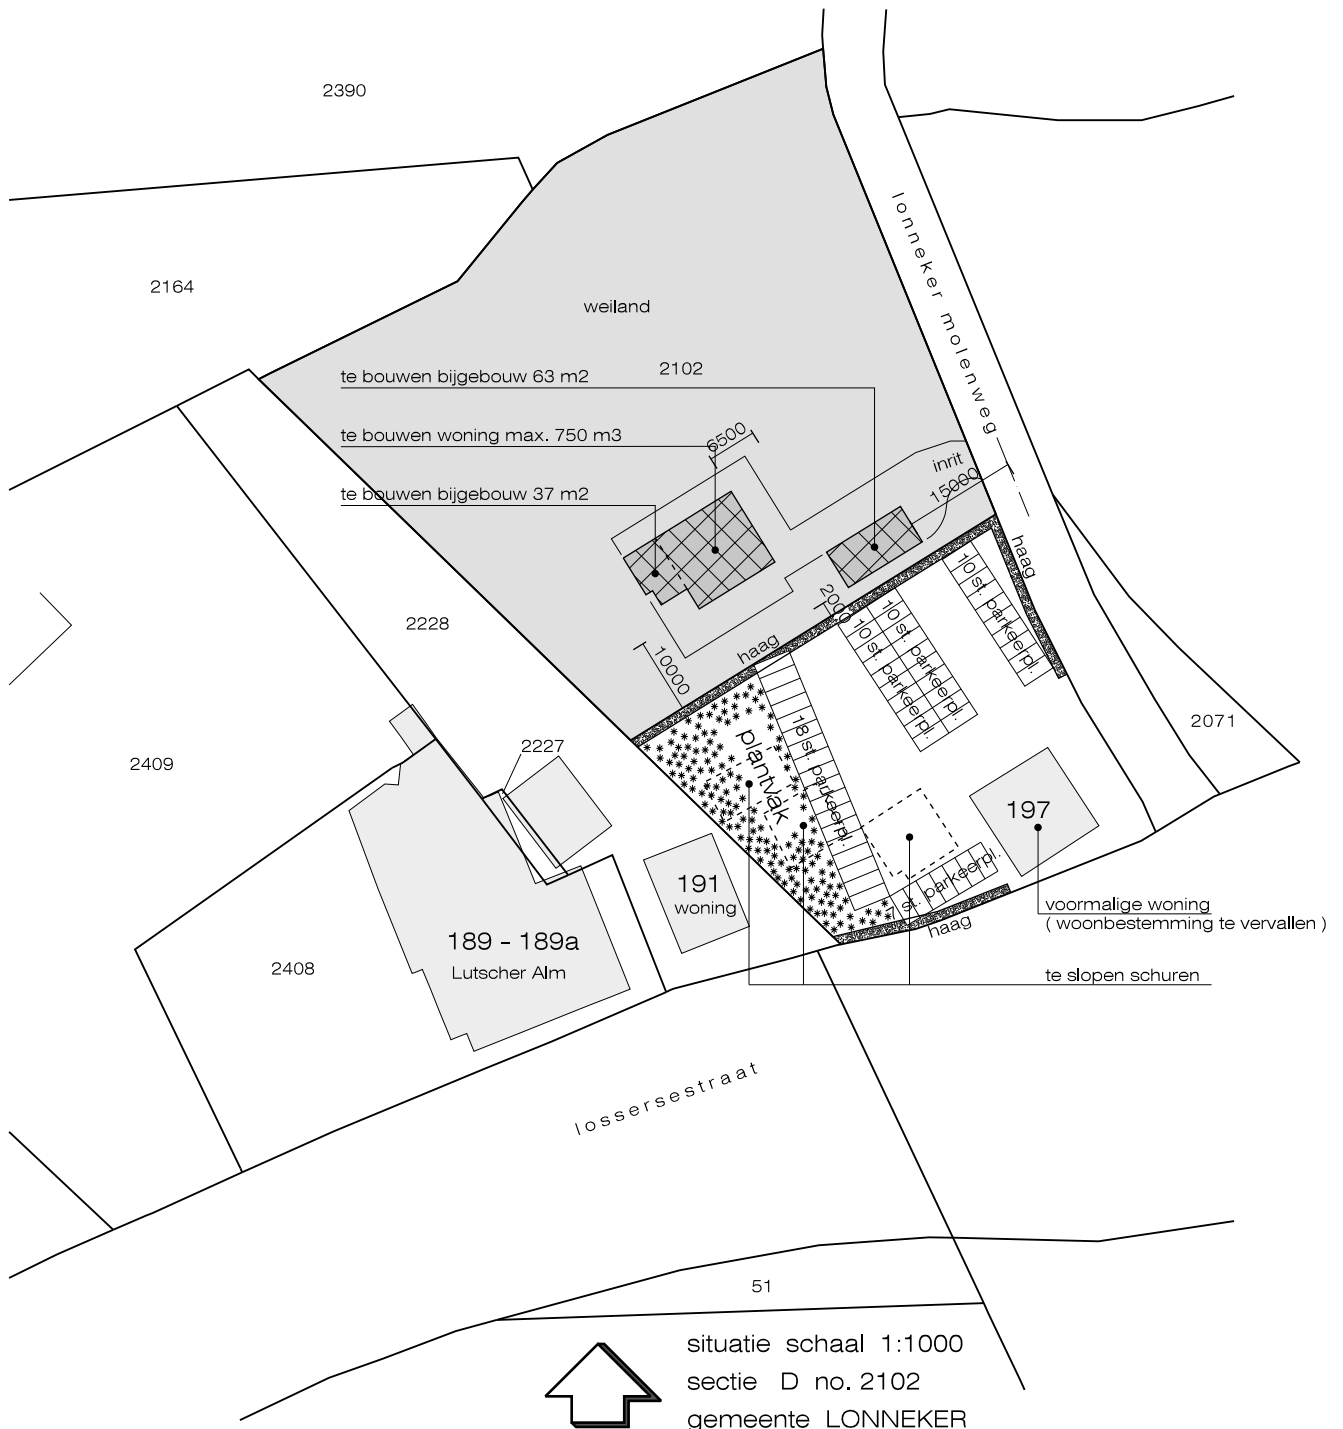 2390
2164
lonneker molenweg
weiland
2102
te bouwen bijgebouw 63 m2
te bouwen woning max. 750 m3
6500
inrit
15000
te bouwen bijgebouw 37 m2
haag
10 st. parkeerpl.
2000
10 st. parkeerpl.
10 st. parkeerpl.
2228
haag
10000
2071
2409
2227
plantvak
18 st. parkeerpl.
197
191
woning
7 st. parkeerpl.
haag
voormalige woning
( woonbestemming te vervallen )
189 - 189a
Lutscher Alm
2408
te slopen schuren
lossersestraat
51
situatie schaal 1:1000
sectie D no. 2102
gemeente LONNEKER